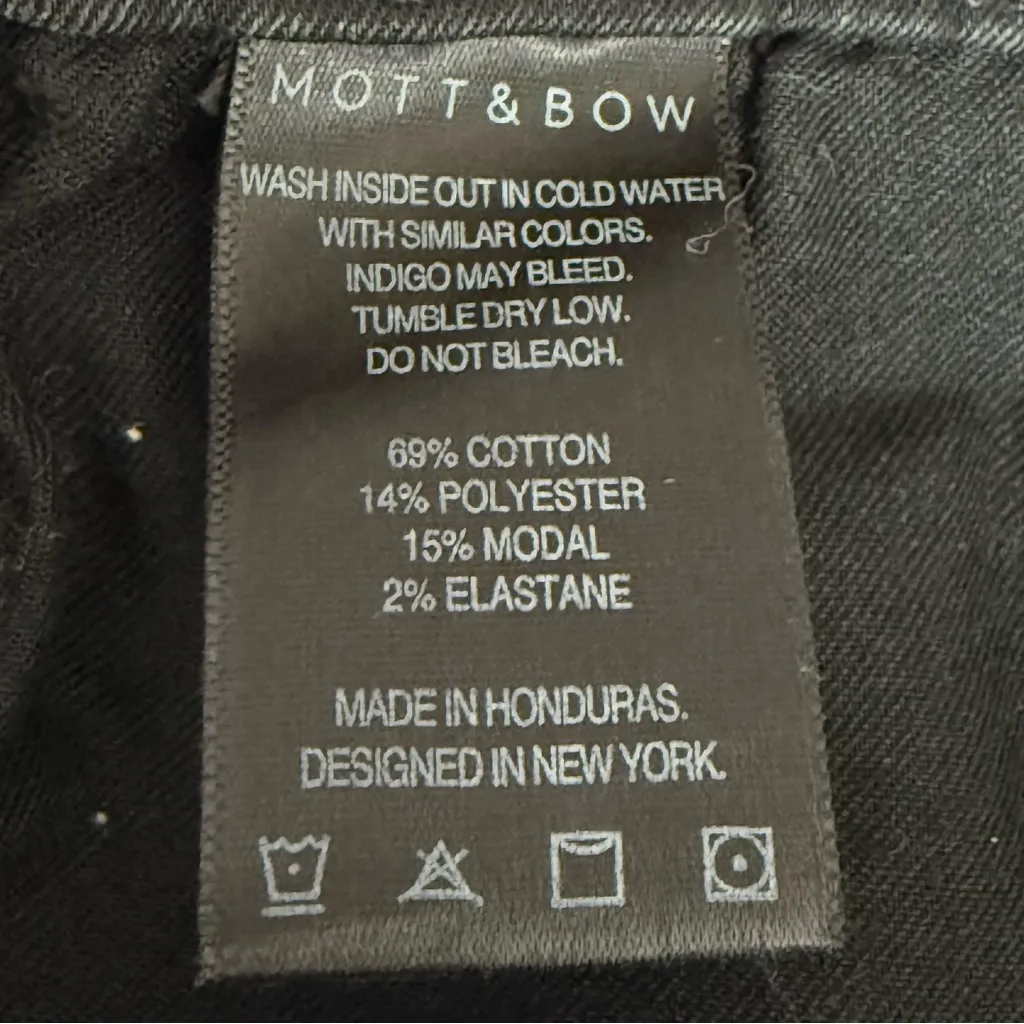 MOTT & BOW
WASH INSIDE OUT IN COLD WATER
WITH SIMILAR COLORS.
INDIGO MAY BLEED.
TUMBLE DRY LOW.
DO NOT BLEACH.
69% COTTON
14% POLYESTER
15% MODAL
2% ELASTANE
MADE IN HONDURAS.
DESIGNED IN NEW YORK.